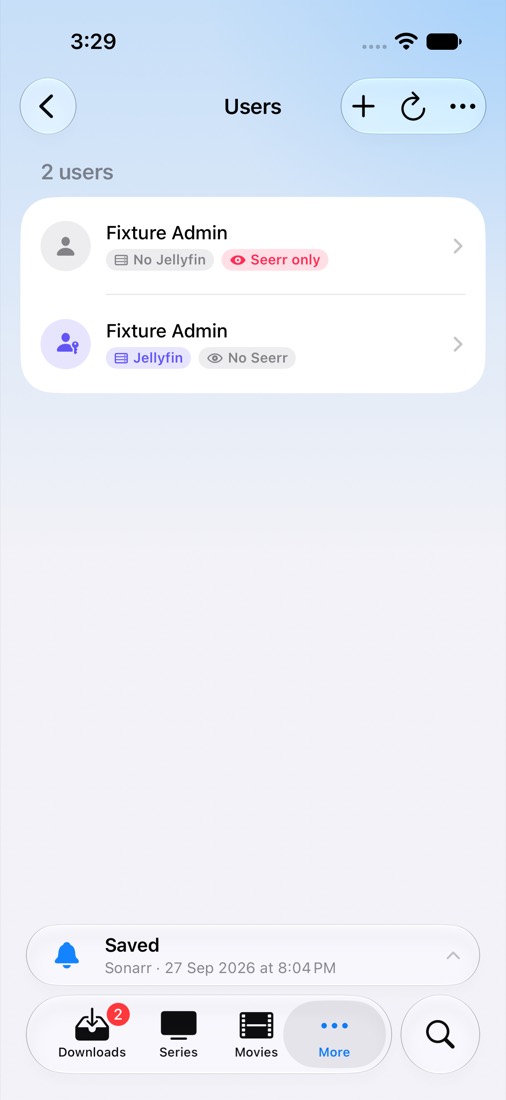 3:29
Users
2 users
Fixture Admin
No Jellyfin
Seerr only
Fixture Admin
Jellyfin
No Seerr
Saved
Sonarr · 27 Sep 2026 at 8:04 PM
2
Downloads
Series
Movies
More